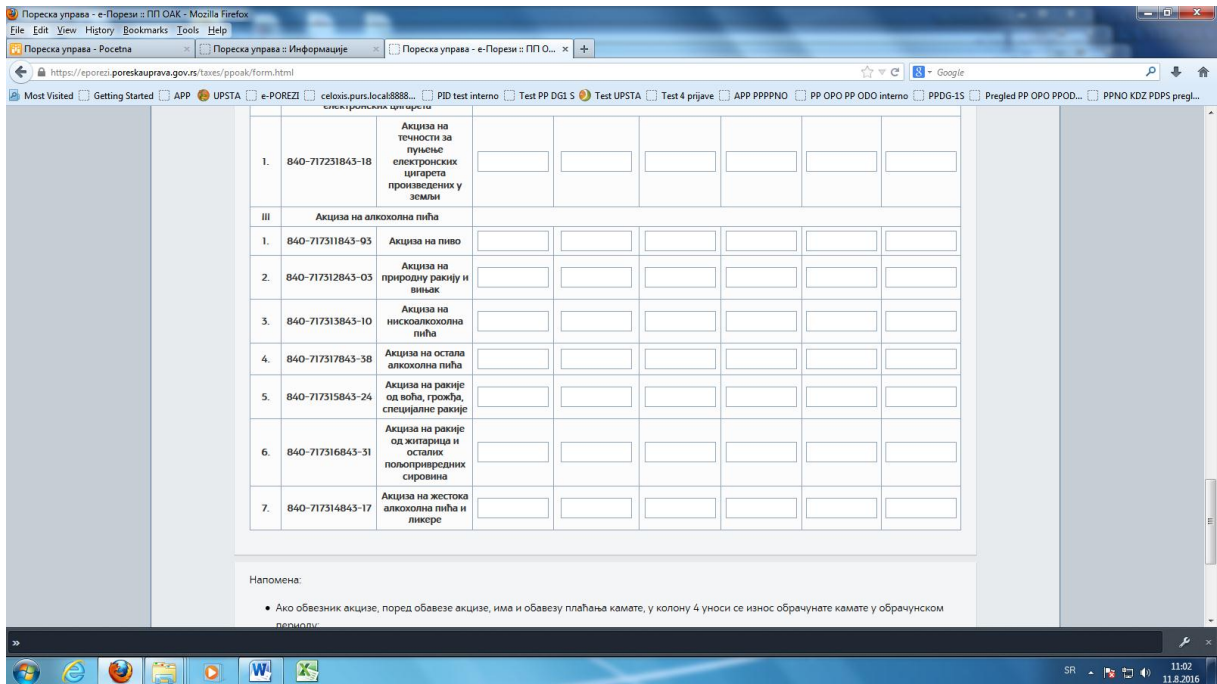 Пореска управа - е-Порези :: ПП ОАК - Mozilla Firefox
File Edit View History Bookmarks Tools Help
Пореска управа - Pocetna
Пореска управа :: Информације
Пореска управа - е-Порези :: ПП О...
https://eporezi.poreskauprava.gov.rs/taxes/ppoak/form.html
Google
Most Visited Getting Started APP UPSTA e-POREZI celoxis.purs.local:8888... PID test interno Test PP DG1 S Test UPSTA Test 4 prijave APP PPPPNO PP OPO PP ODO interno PPDG-1S Pregled PP OPO PPOD... PPNO KDZ PDPS pregl...
електронских цигарета
1. 840-717231843-18
Акциза на
течности за
пуњење
електронских
цигарета
произведених у
земљи
III Акциза на алкохолна пића
1. 840-717311843-93 Акциза на пиво
2. 840-717312843-03
Акциза на
природну ракију и
вињак
3. 840-717313843-10
Акциза на
нискоалкохолна
пића
4. 840-717317843-38
Акциза на остала
алкохолна пића
5. 840-717315843-24
Акциза на ракије
од воћа, грожђа,
специјалне ракије
6. 840-717316843-31
Акциза на ракије
од житарица и
осталих
пољопривредних
сировина
7. 840-717314843-17
Акциза на жестока
алкохолна пића и
ликере
Напомена:
• Ако обвезник акцизе, поред обавезе акцизе, има и обавезу плаћања камате, у колону 4 уноси се износ обрачунате камате у обрачунском
периоду;
SR
11:02
11.8.2016